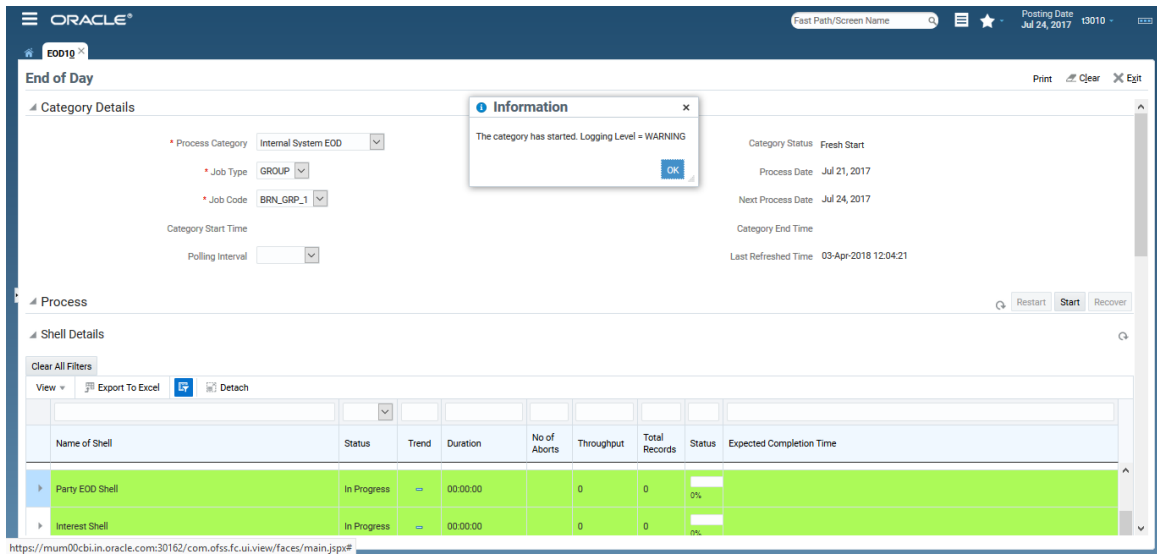 ORACLE®
Fast Path/Screen Name
Posting Date
Jul 24, 2017
t3010
EOD10
End of Day
Print Clear Exit
Category Details
Information
The category has started. Logging Level = WARNING
OK
* Process Category Internal System EOD
Category Status Fresh Start
* Job Type GROUP
Process Date Jul 21, 2017
* Job Code BRN_GRP_1
Next Process Date Jul 24, 2017
Category Start Time
Category End Time
Polling Interval
Last Refreshed Time 03-Apr-2018 12:04:21
Process
Restart Start Recover
Shell Details
Clear All Filters
View Export To Excel Detach
Name of Shell Status Trend Duration No of Aborts Throughput Total Records Status Expected Completion Time
Party EOD Shell In Progress 00:00:00 0 0 0%
Interest Shell In Progress 00:00:00 0 0 0%
https://mum00cbi.in.oracle.com:30162/com.ofss.fc.ui.view/faces/main.jspx#